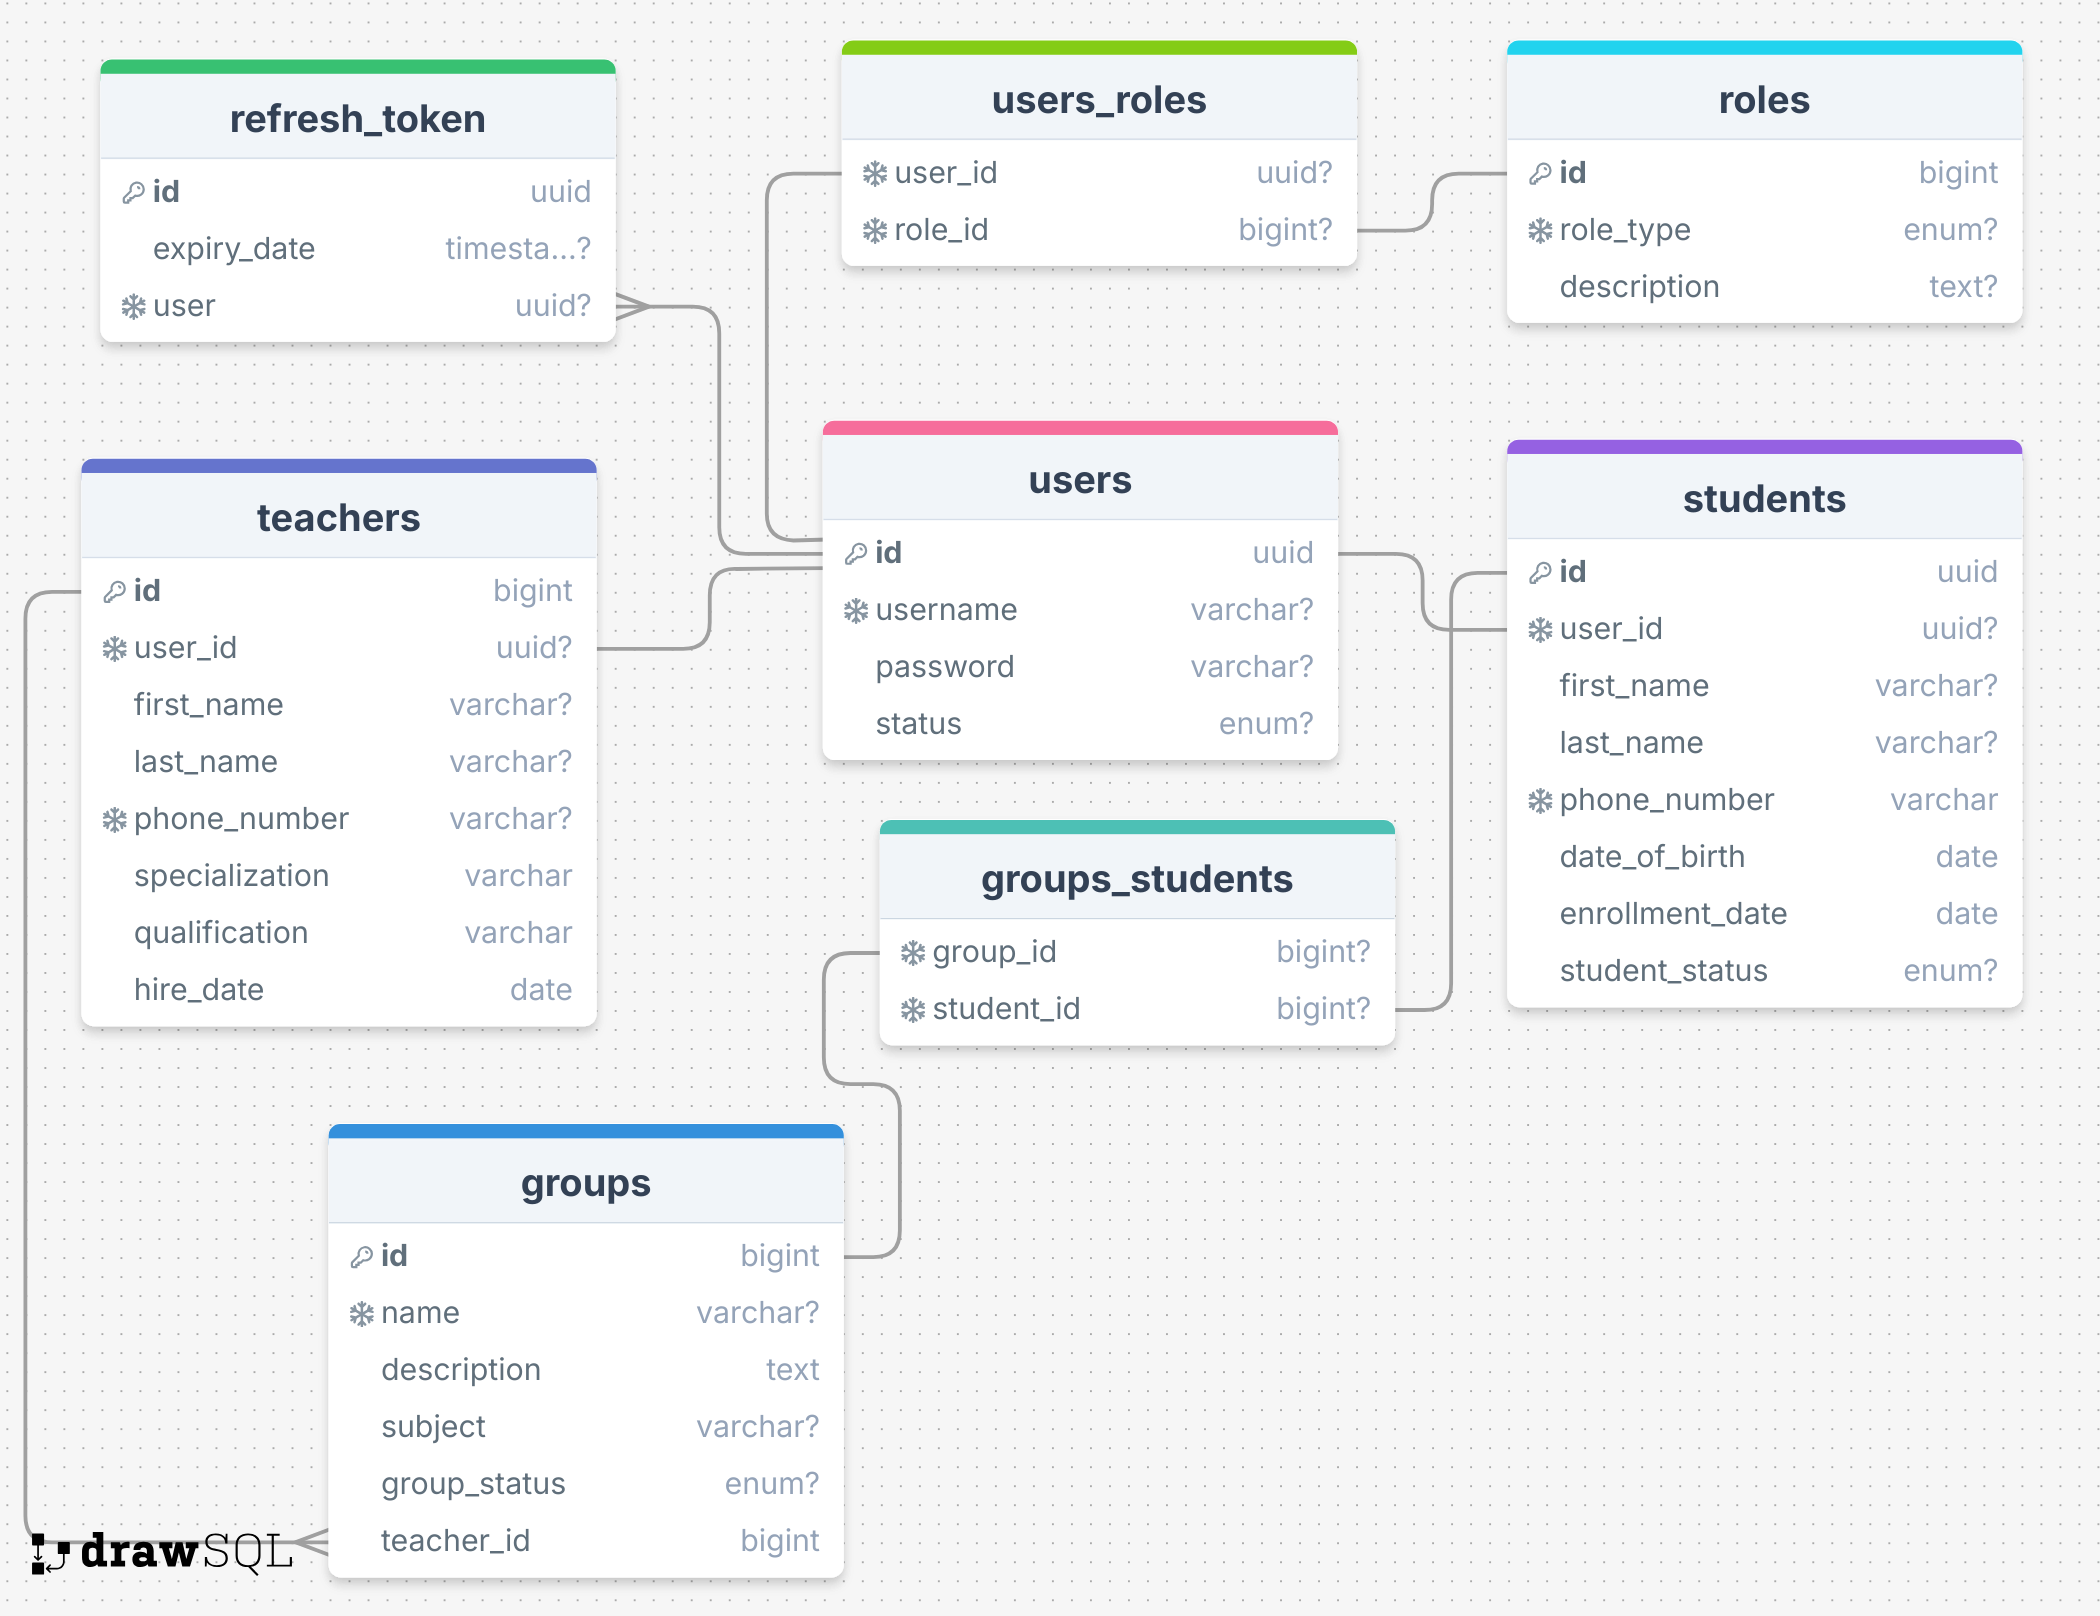 refresh_token
id uuid
expiry_date timesta...?
user uuid?
users_roles
user_id uuid?
role_id bigint?
roles
id bigint
role_type enum?
description text?
teachers
id bigint
user_id uuid?
first_name varchar?
last_name varchar?
phone_number varchar?
specialization varchar
qualification varchar
hire_date date
users
id uuid
username varchar?
password varchar?
status enum?
students
id uuid
user_id uuid?
first_name varchar?
last_name varchar?
phone_number varchar
date_of_birth date
enrollment_date date
student_status enum?
groups_students
group_id bigint?
student_id bigint?
groups
id bigint
name varchar?
description text
subject varchar?
group_status enum?
teacher_id bigint
drawSQL